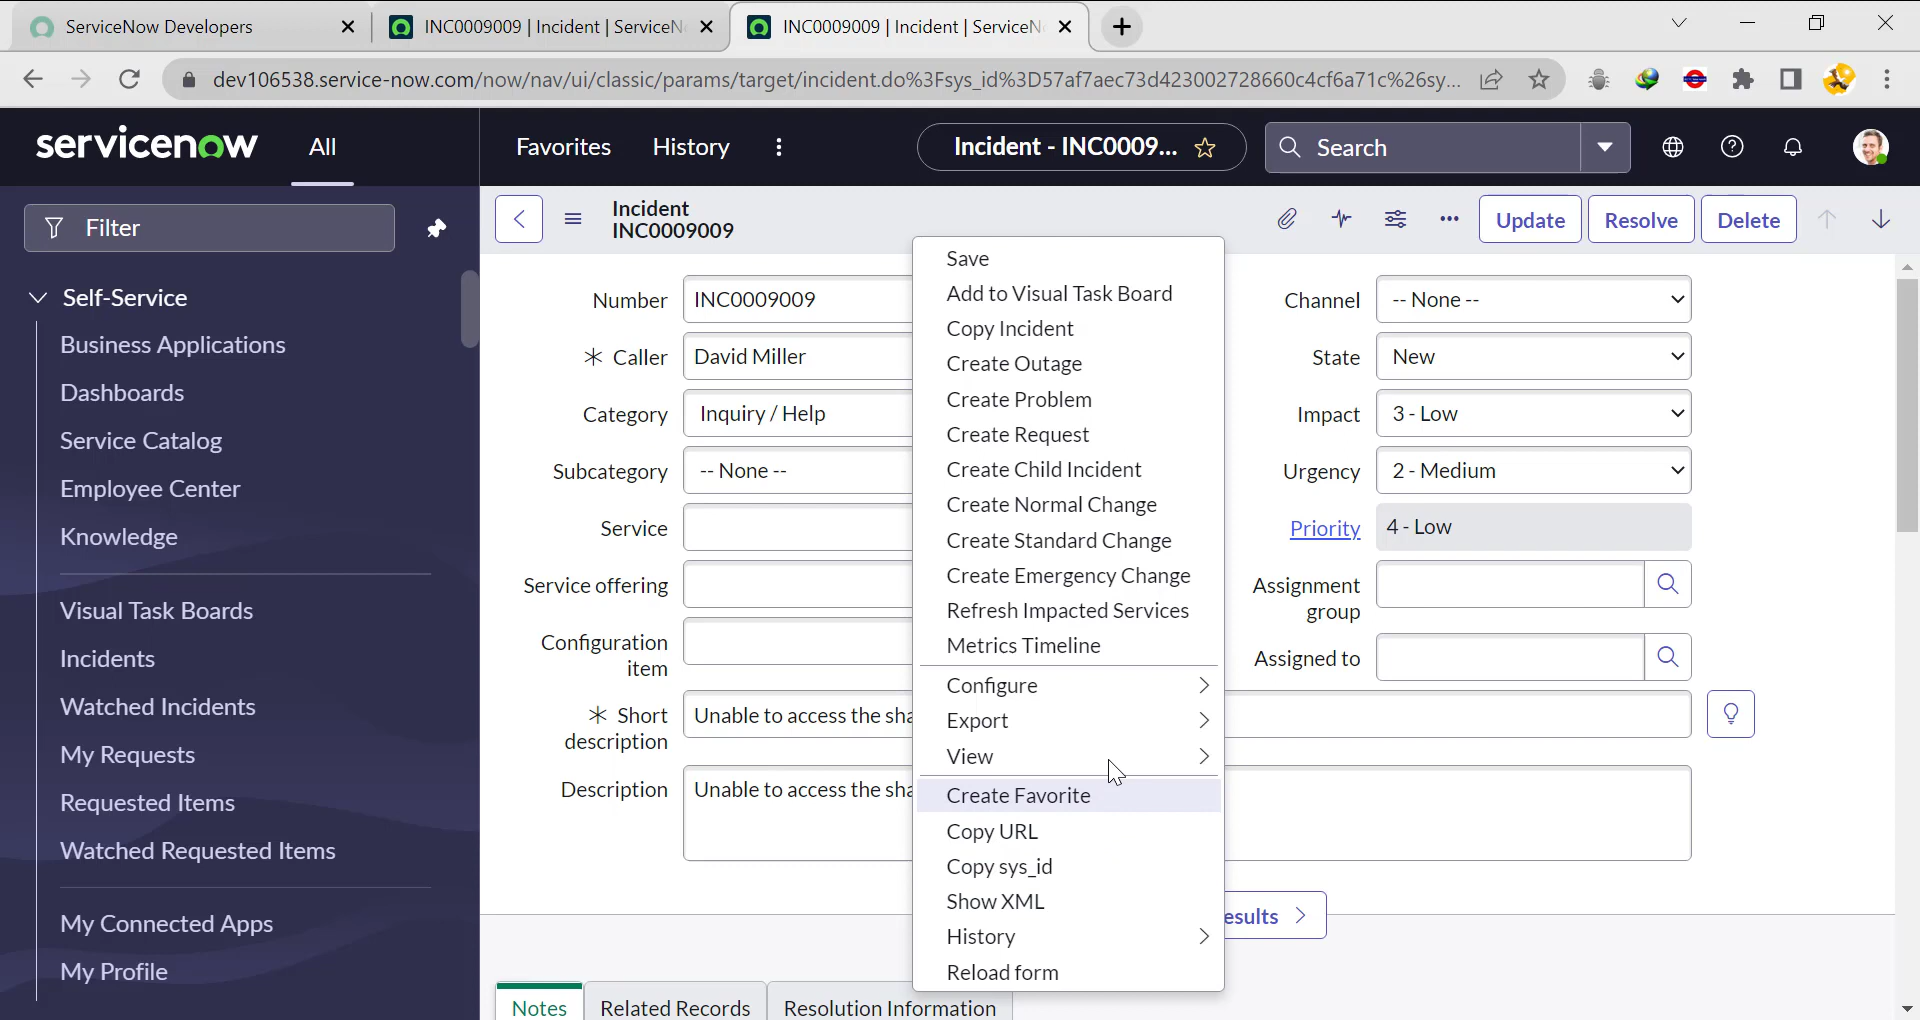 ServiceNow Developers
INC0009009 | Incident | ServiceN
INC0009009 | Incident | ServiceN
dev106538.service-now.com/now/nav/ui/classic/params/target/incident.do%3Fsys_id%3D57af7aec73d423002728660c4cf6a71c%26sy...
servicenow
All
Favorites
History
Incident - INC0009...
Search
Filter
Incident
INC0009009
Update
Resolve
Delete
Self-Service
Business Applications
Dashboards
Service Catalog
Employee Center
Knowledge
Visual Task Boards
Incidents
Watched Incidents
My Requests
Requested Items
Watched Requested Items
My Connected Apps
My Profile
Number INC0009009
Caller David Miller
Category Inquiry / Help
Subcategory -- None --
Service
Service offering
Configuration
item
Short
description
Unable to access the sha
Description Unable to access the sha
Save
Add to Visual Task Board
Copy Incident
Create Outage
Create Problem
Create Request
Create Child Incident
Create Normal Change
Create Standard Change
Create Emergency Change
Refresh Impacted Services
Metrics Timeline
Configure
Export
View
Create Favorite
Copy URL
Copy sys_id
Show XML
History
Reload form
Channel -- None --
State New
Impact 3 - Low
Urgency 2 - Medium
Priority 4 - Low
Assignment
group
Assigned to
esults
Notes
Related Records
Resolution Information